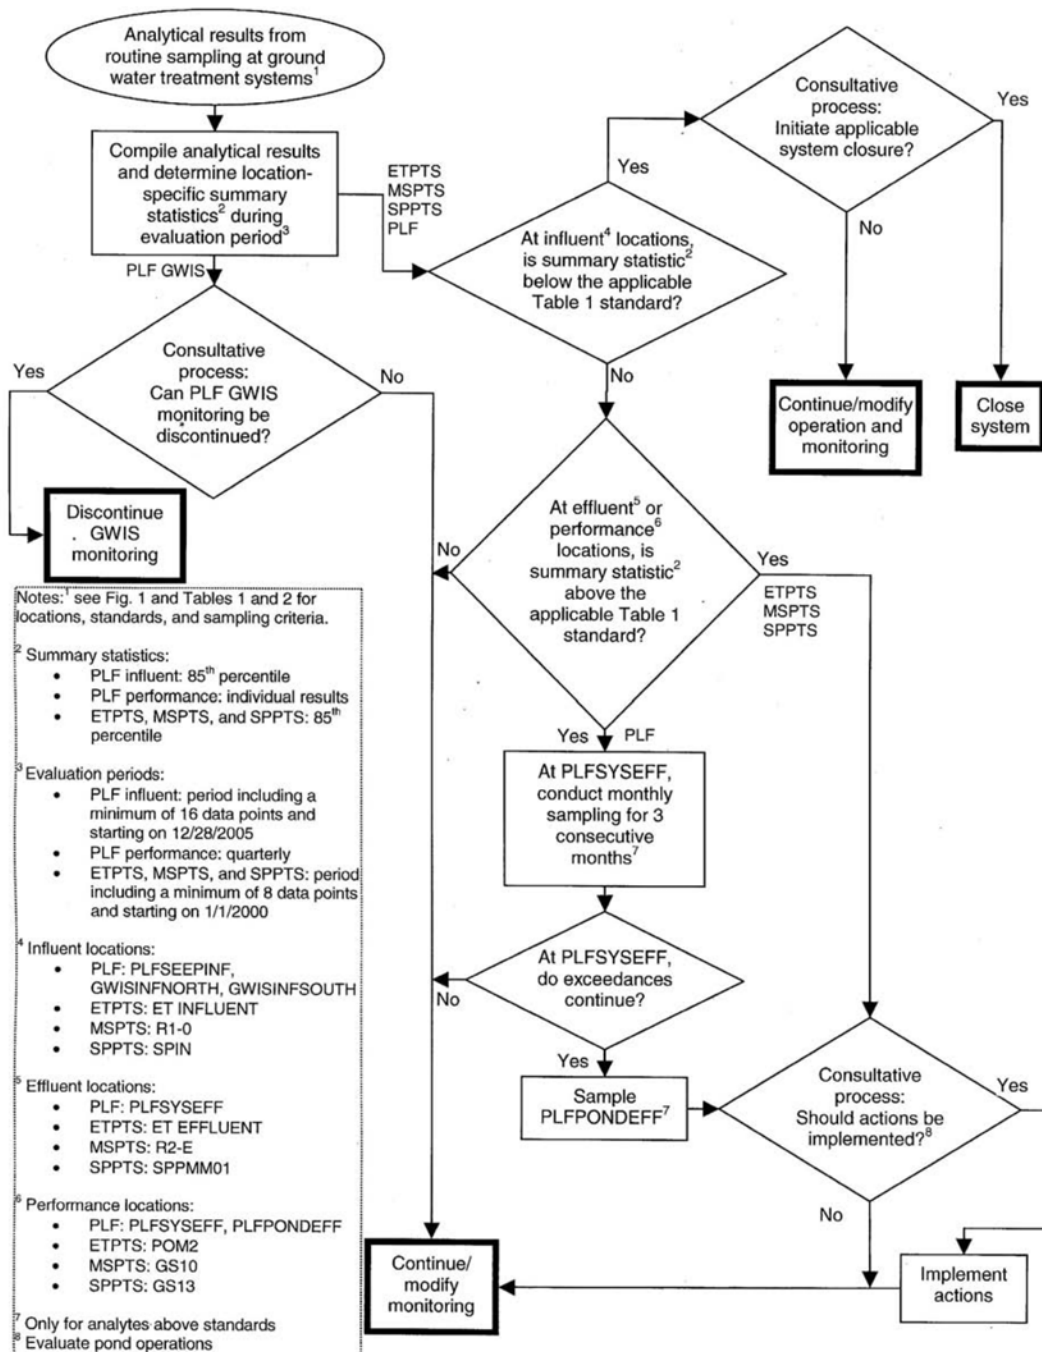 Analytical results from
routine sampling at ground
water treatment systems¹
Compile analytical results
and determine location-
specific summary
statistics² during
evaluation period³
ETPTS
MSPTS
SPPTS
PLF
PLF GWIS
At influent⁴ locations,
is summary statistic²
below the applicable
Table 1 standard?
Yes
No
Consultative
process:
Initiate applicable
system closure?
Yes
No
Continue/modify
operation and
monitoring
Close
system
Consultative
process:
Can PLF GWIS
monitoring be
discontinued?
Yes
No
Discontinue
GWIS
monitoring
At effluent⁵ or
performance⁶
locations, is
summary statistic²
above the
applicable Table 1
standard?
No
Yes
ETPTS
MSPTS
SPPTS
Yes
PLF
At PLFSYSEFF,
conduct monthly
sampling for 3
consecutive
months⁷
At PLFSYSEFF,
do exceedances
continue?
No
Yes
Sample
PLFPONDEFF⁷
Consultative
process:
Should actions be
implemented?⁸
Yes
No
Implement
actions
Continue/
modify
monitoring
Notes:¹ see Fig. 1 and Tables 1 and 2 for
locations, standards, and sampling criteria.
² Summary statistics:
• PLF influent: 85th percentile
• PLF performance: individual results
• ETPTS, MSPTS, and SPPTS: 85th
percentile
³ Evaluation periods:
• PLF influent: period including a
minimum of 16 data points and
starting on 12/28/2005
• PLF performance: quarterly
• ETPTS, MSPTS, and SPPTS: period
including a minimum of 8 data points
and starting on 1/1/2000
⁴ Influent locations:
• PLF: PLFSEEPINF,
GWISINFNORTH, GWISINFSOUTH
• ETPTS: ET INFLUENT
• MSPTS: R1-0
• SPPTS: SPIN
⁵ Effluent locations:
• PLF: PLFSYSEFF
• ETPTS: ET EFFLUENT
• MSPTS: R2-E
• SPPTS: SPPMM01
⁶ Performance locations:
• PLF: PLFSYSEFF, PLFPONDEFF
• ETPTS: POM2
• MSPTS: GS10
• SPPTS: GS13
⁷ Only for analytes above standards
⁸ Evaluate pond operations